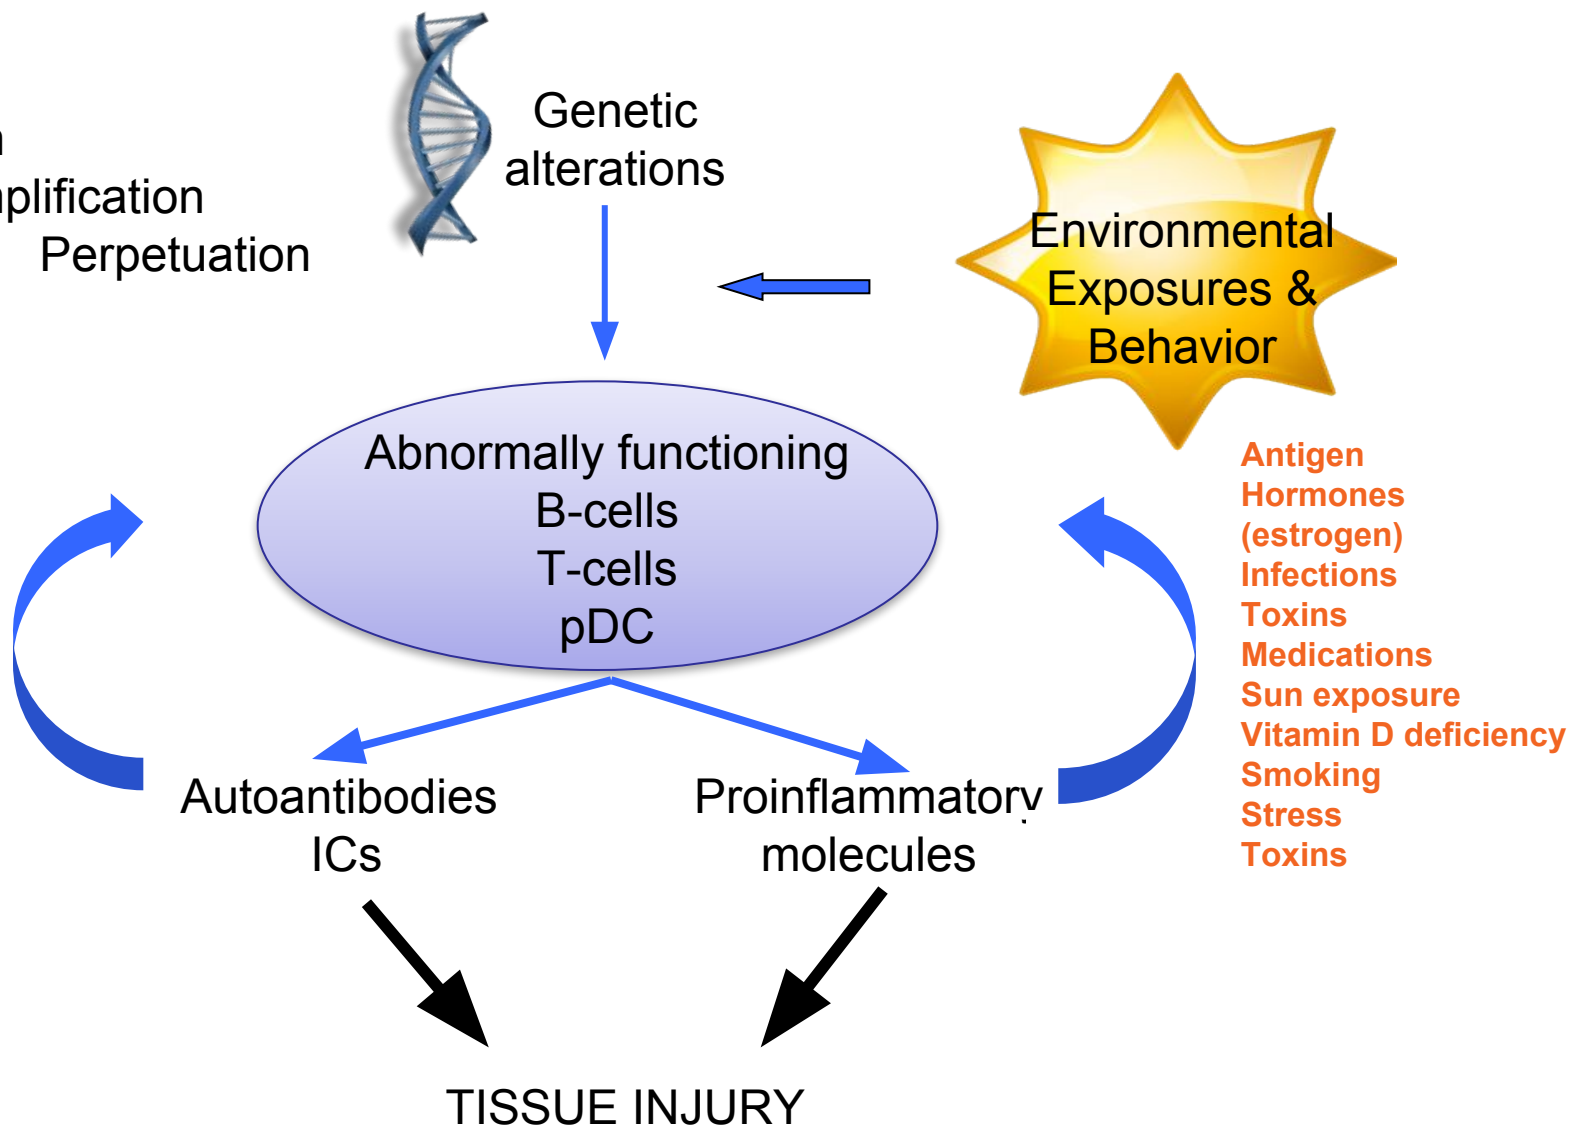 Perpetuation
Genetic
alterations
Environmental
Exposures &
Behavior
Abnormally functioning
B-cells
T-cells
pDC
Antigen
Hormones
(estrogen)
Infections
Toxins
Medications
Sun exposure
Vitamin D deficiency
Smoking
Stress
Toxins
Autoantibodies
ICs
Proinflammatory
molecules
TISSUE INJURY